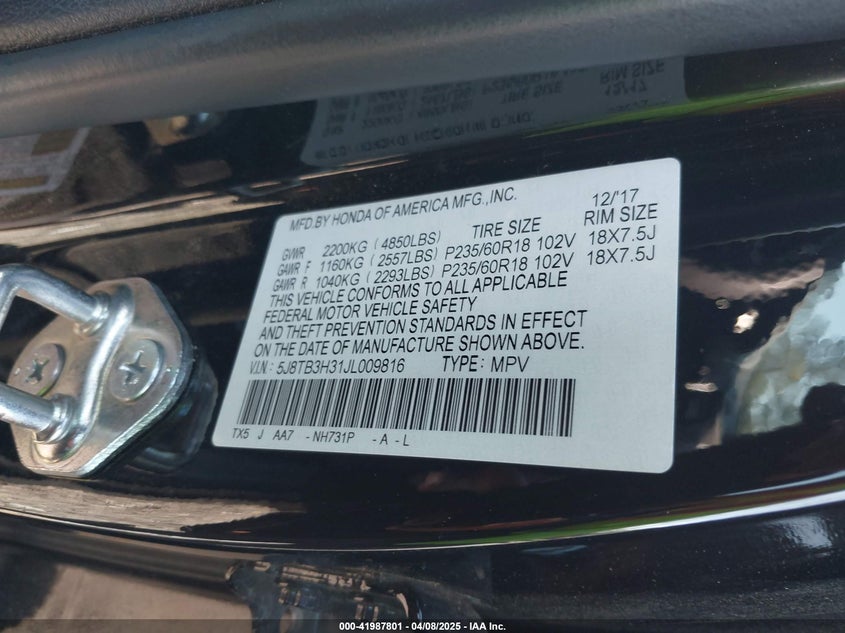 MFD.BY HONDA OF AMERICA MFG.,INC. 12/'17
GVWR 2200KG ( 4850LBS) TIRE SIZE RIM SIZE
GAWR F 1160KG ( 2557LBS) P235/60R18 102V 18X7.5J
GAWR R 1040KG ( 2293LBS) P235/60R18 102V 18X7.5J
THIS VEHICLE CONFORMS TO ALL APPLICABLE
FEDERAL MOTOR VEHICLE SAFETY
AND THEFT PREVENTION STANDARDS IN EFFECT
ON THE DATE OF MANUFACTURE SHOWN ABOVE.
V.I.N.: 5J8TB3H31JL009816 TYPE: MPV
TX5 J AA7 - NH731P - A - L
000-41987801 - 04/08/2025 - IAA, Inc.